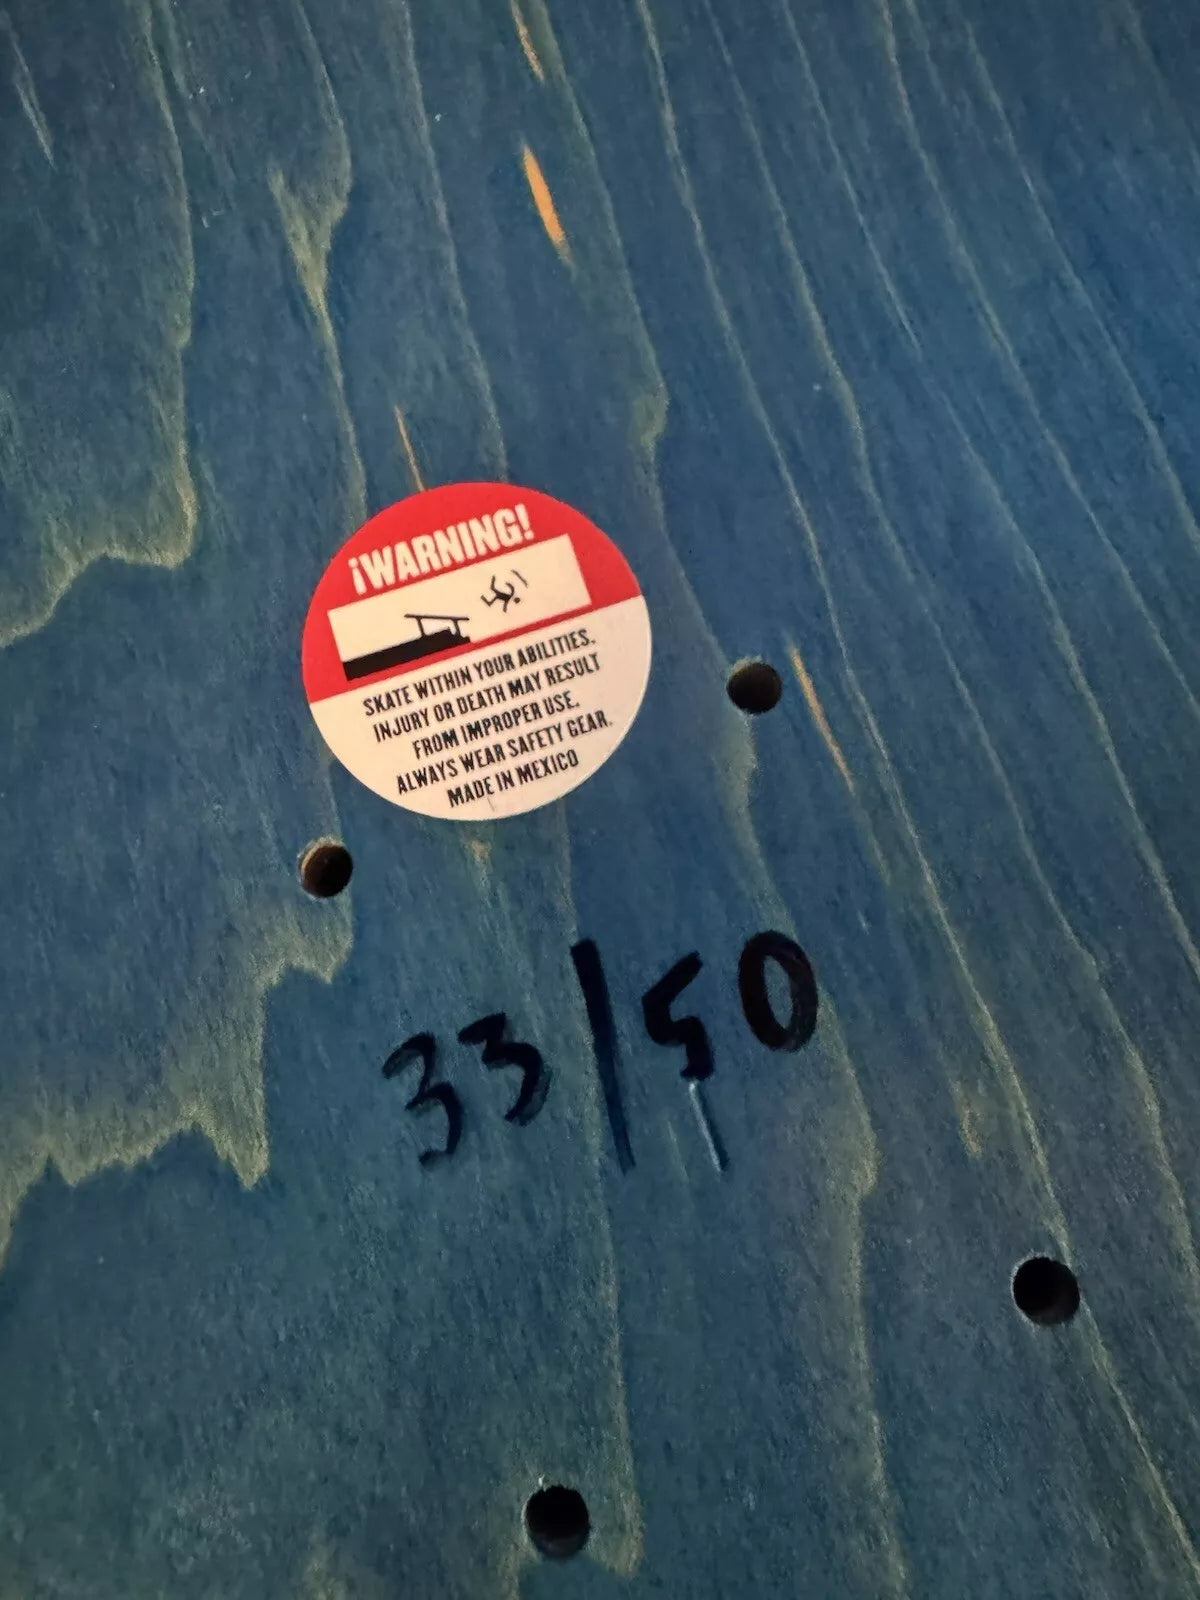 ¡WARNING!
SKATE WITHIN YOUR ABILITIES.
INJURY OR DEATH MAY RESULT
FROM IMPROPER USE.
ALWAYS WEAR SAFETY GEAR.
MADE IN MEXICO
33/50